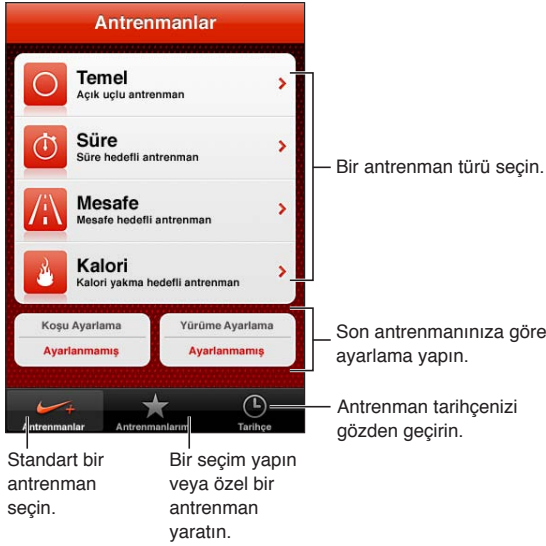 Antrenmanlar
Temel
Açık uçlu antrenman
Süre
Süre hedefli antrenman
Mesafe
Mesafe hedefli antrenman
Kalori
Kalori yakma hedefli antrenman
Bir antrenman türü seçin.
Koşu Ayarlama
Ayarlanmamış
Yürüme Ayarlama
Ayarlanmamış
Son antrenmanınıza göre
ayarlama yapın.
Antrenmanlar
Antrenmanlarım
Tarihçe
Antrenman tarihçenizi
gözden geçirin.
Standart bir
antrenman
seçin.
Bir seçim yapın
veya özel bir
antrenman
yaratın.